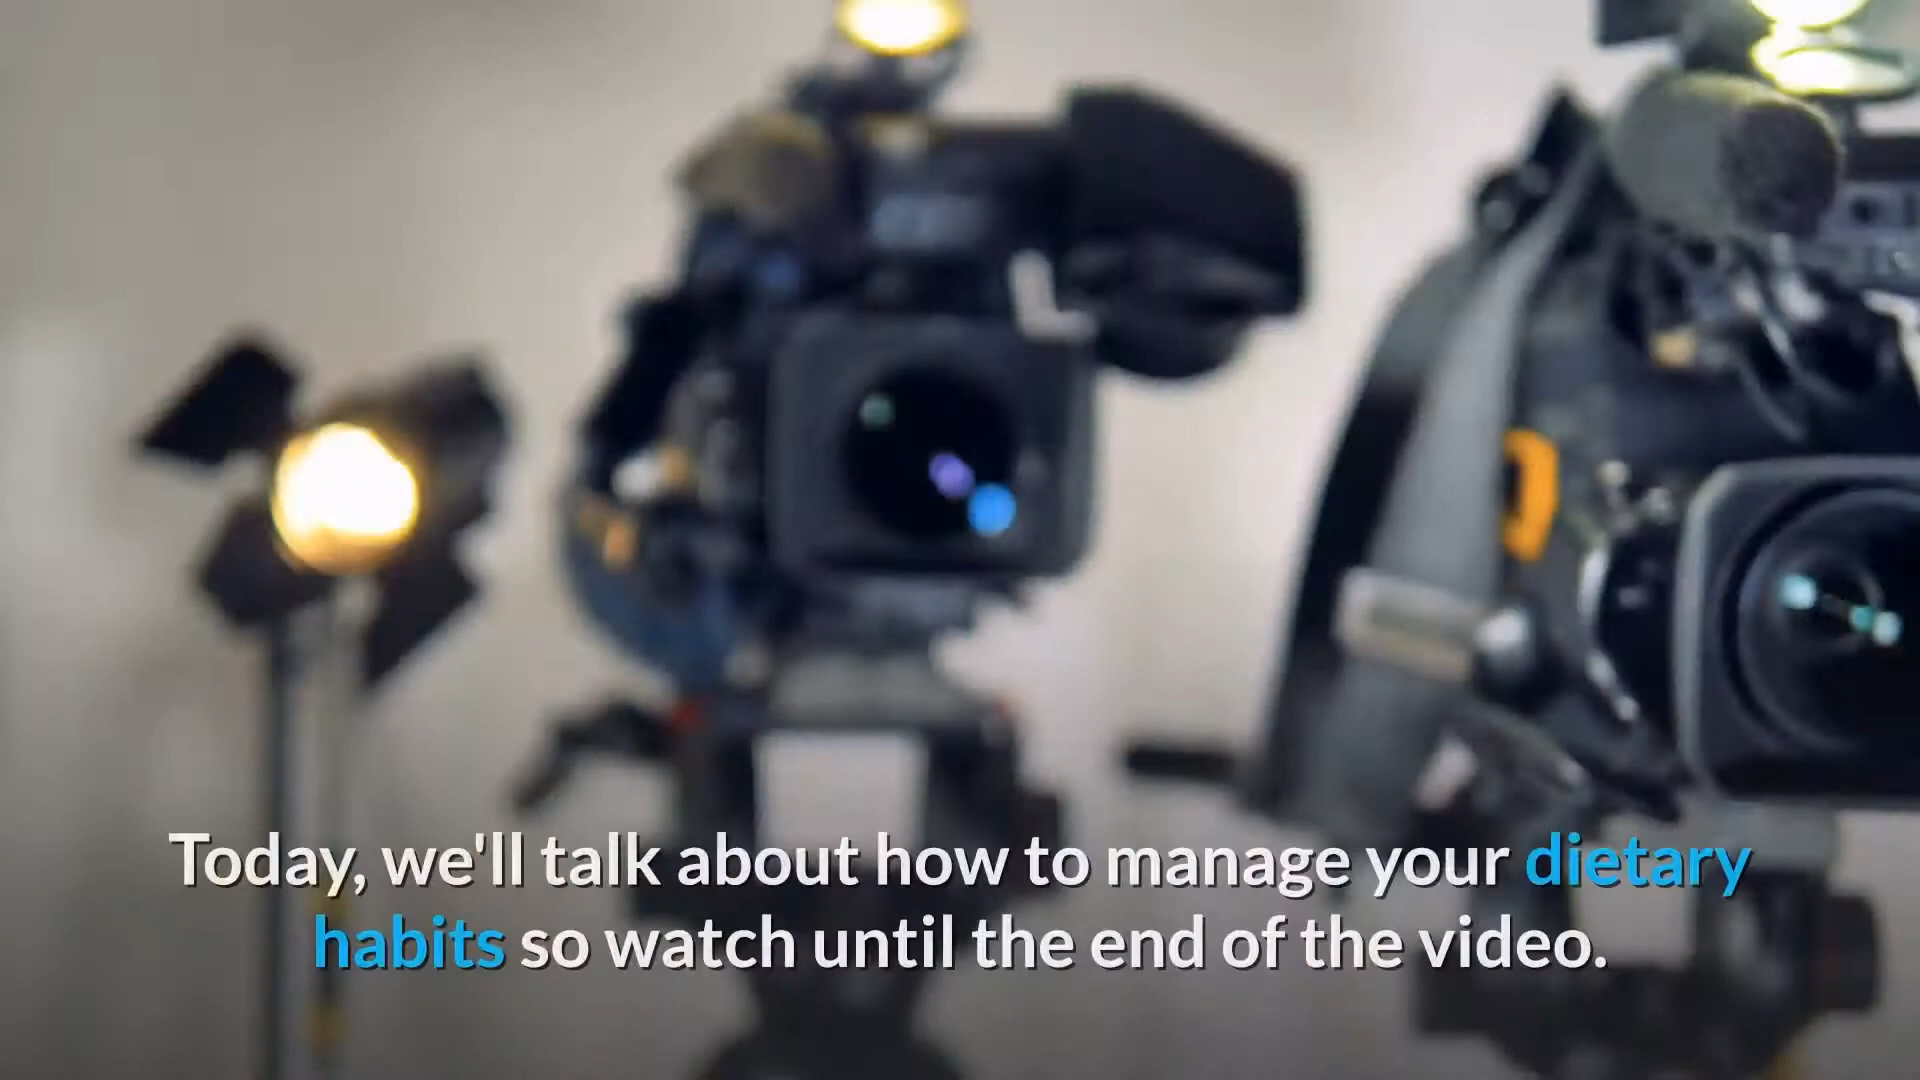 Today, we'll talk about how to manage your dietary
habits so watch until the end of the video.